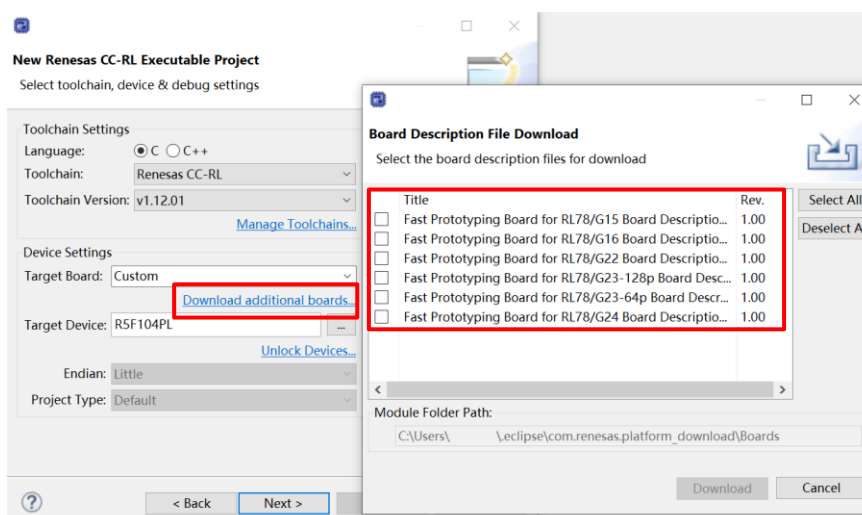 New Renesas CC-RL Executable Project
Select toolchain, device & debug settings
Toolchain Settings
Language: C C++
Toolchain: Renesas CC-RL
Toolchain Version: v1.12.01
Manage Toolchains...
Device Settings
Target Board: Custom
Download additional boards...
Target Device: R5F104PL ...
Unlock Devices...
Endian: Little
Project Type: Default
< Back Next >
Board Description File Download
Select the board description files for download
Title Rev.
Fast Prototyping Board for RL78/G15 Board Descriptio... 1.00
Fast Prototyping Board for RL78/G16 Board Descriptio... 1.00
Fast Prototyping Board for RL78/G22 Board Descriptio... 1.00
Fast Prototyping Board for RL78/G23-128p Board Desc... 1.00
Fast Prototyping Board for RL78/G23-64p Board Descr... 1.00
Fast Prototyping Board for RL78/G24 Board Descriptio... 1.00
Select All
Deselect A
Module Folder Path:
C:\Users\ \.eclipse\com.renesas.platform_download\Boards
Download Cancel